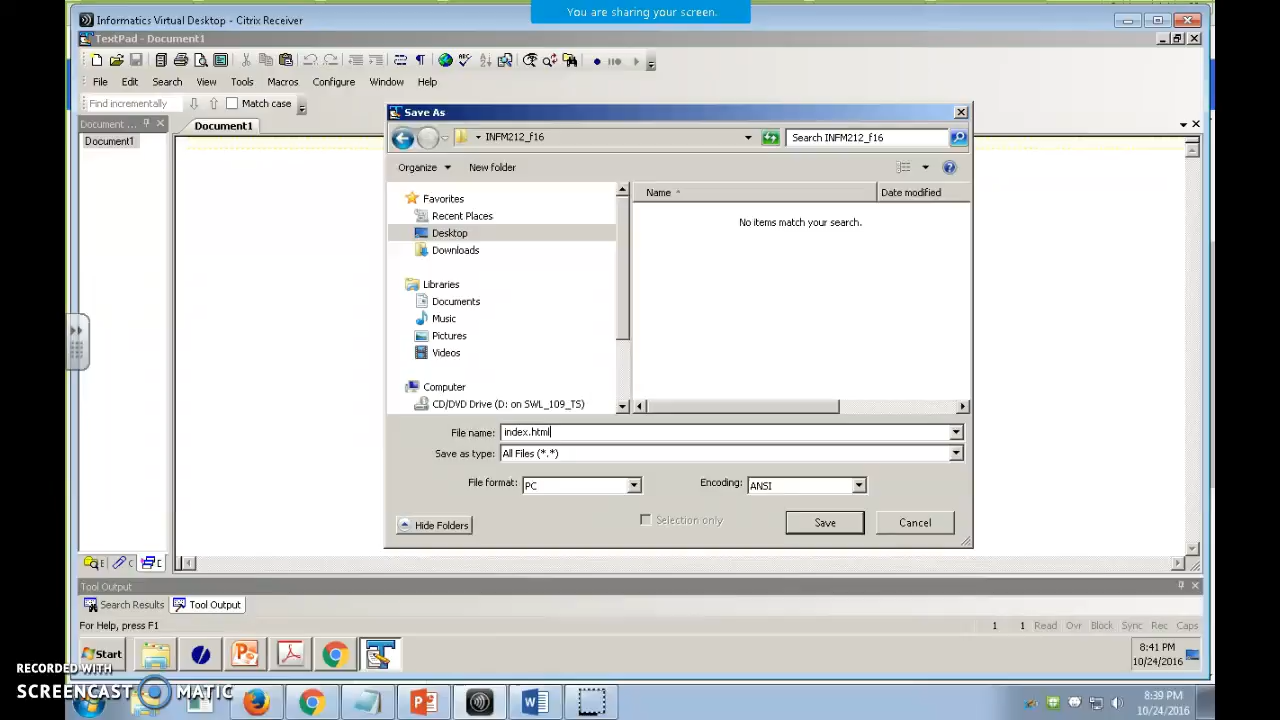 You are sharing your screen.
Informatics Virtual Desktop - Citrix Receiver
TextPad - Document1
File Edit Search View Tools Macros Configure Window Help
Find incrementally Match case
Document ...
Document1
Document1
Save As
INFM212_f16
Search INFM212_f16
Organize New folder
Name Date modified
No items match your search.
Favorites
Recent Places
Desktop
Downloads
Libraries
Documents
Music
Pictures
Videos
Computer
CD/DVD Drive (D: on SWL_109_TS)
File name: index.html
Save as type: All Files (*.*)
File format: PC Encoding: ANSI
Selection only
Hide Folders Save Cancel
Tool Output
Search Results Tool Output
For Help, press F1
1 1 Read Ovr Block Sync Rec Caps
Start
8:41 PM
10/24/2016
RECORDED WITH
SCREENCAST MATIC
8:39 PM
10/24/2016